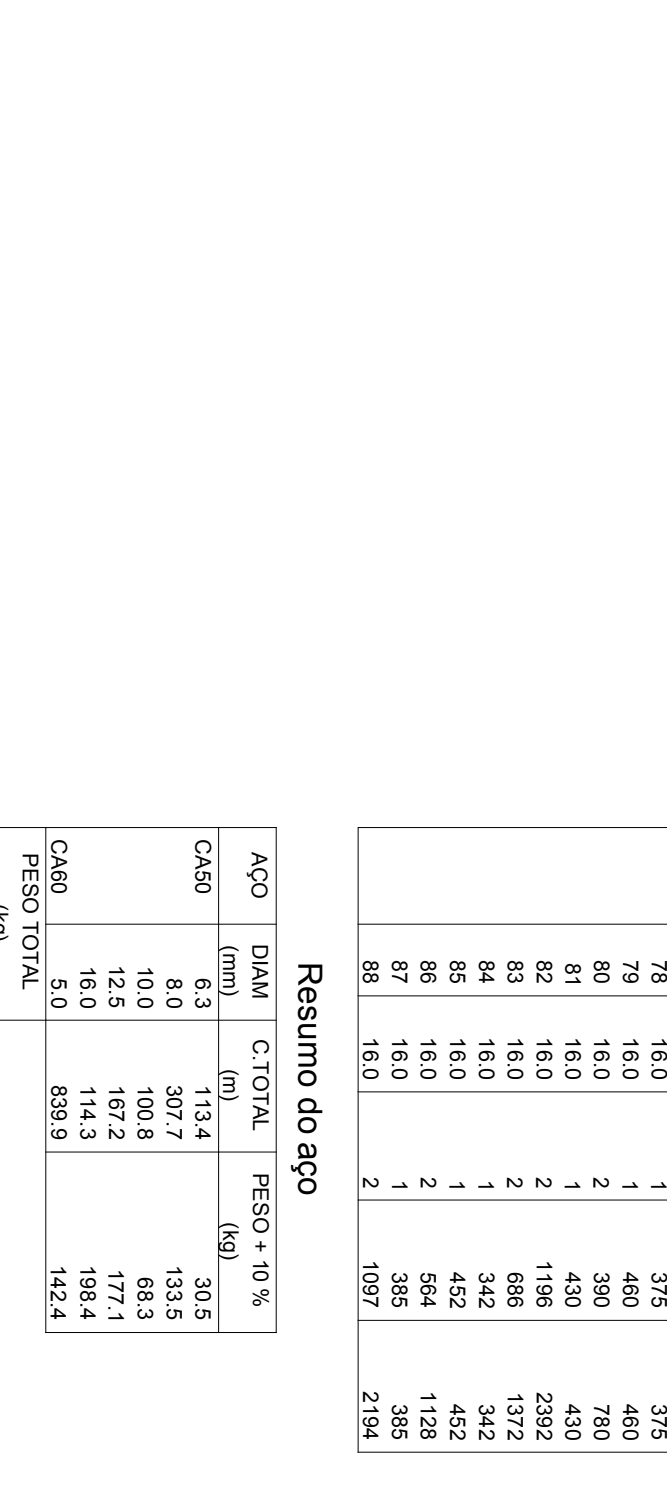 78 16.0 1 375 375
79 16.0 1 460 460
80 16.0 2 390 780
81 16.0 1 430 430
82 16.0 2 1196 2392
83 16.0 2 686 1372
84 16.0 1 342 342
85 16.0 1 452 452
86 16.0 2 564 1128
87 16.0 1 385 385
88 16.0 2 1097 2194
Resumo do aço
AÇO DIAM C.TOTAL PESO + 10 %
(mm) (m) (kg)
CA50 6.3 113.4 30.5
8.0 307.7 133.5
10.0 100.8 68.3
12.5 167.2 177.1
16.0 114.3 198.4
CA60 5.0 839.9 142.4
PESO TOTAL
(kg)